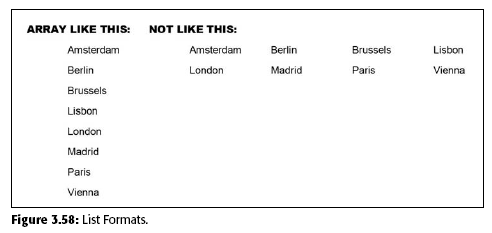 ARRAY LIKE THIS: NOT LIKE THIS:
Amsterdam Amsterdam Berlin Brussels Lisbon
Berlin London Madrid Paris Vienna
Brussels
Lisbon
London
Madrid
Paris
Vienna
Figure 3.58: List Formats.